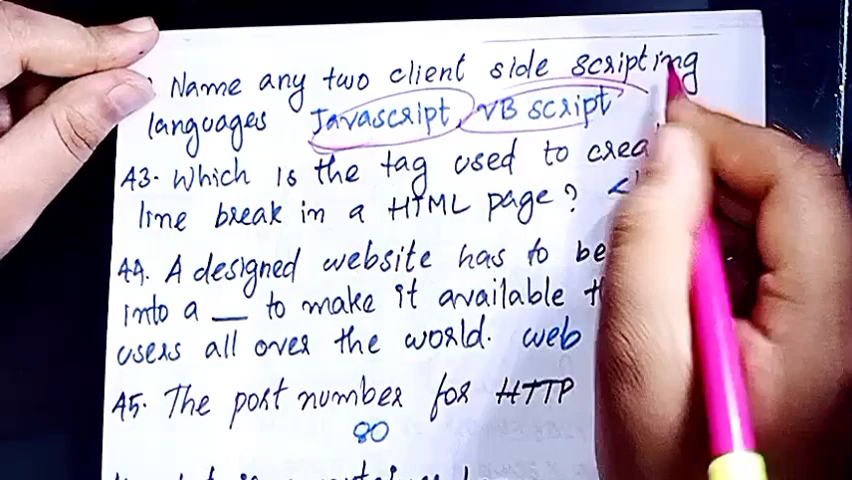 Name any two client side scripting
languages Javascript, VB script
43. Which is the tag used to
line break in a HTML page? <
44. A designed website has to be
into a __ to make it available
users all over the world. web
45. The port number for HTTP
80